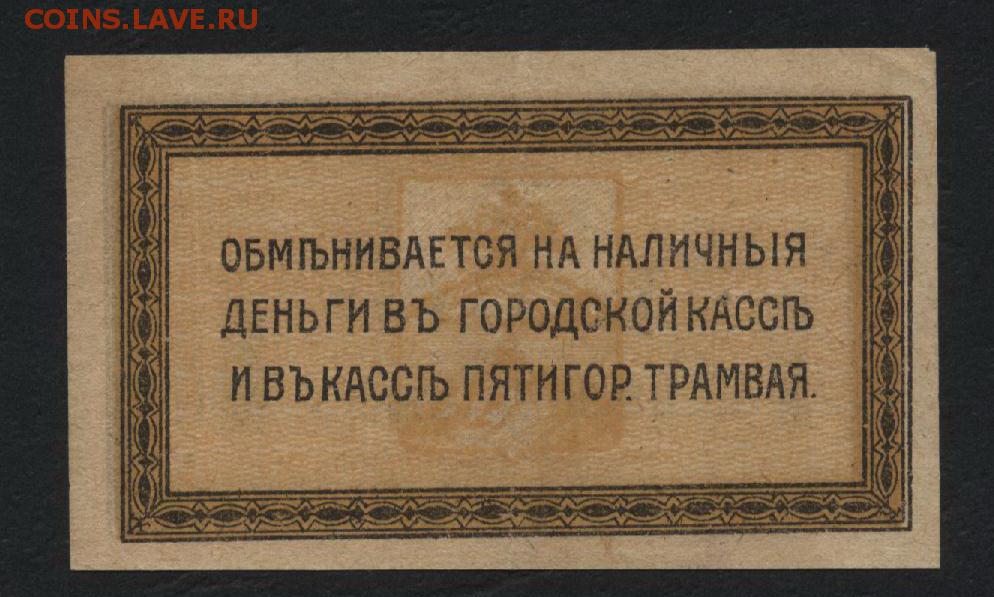 COINS.LAVE.RU
ОБМѢНИВАЕТСЯ НА НАЛИЧНЫЯ
ДЕНЬГИ ВЪ ГОРОДСКОЙ КАССѢ
И ВЪ КАССѢ ПЯТИГОР. ТРАМВАЯ.